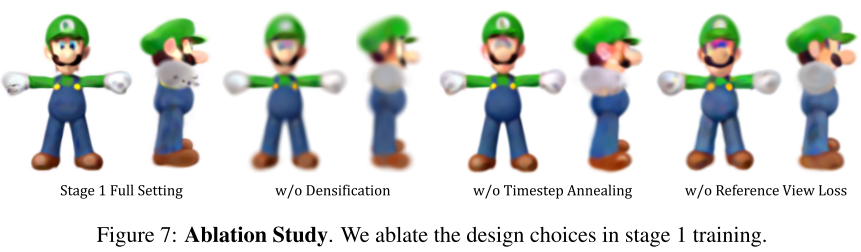 Stage 1 Full Setting
w/o Densification
w/o Timestep Annealing
w/o Reference View Loss
Figure 7: Ablation Study. We ablate the design choices in stage 1 training.